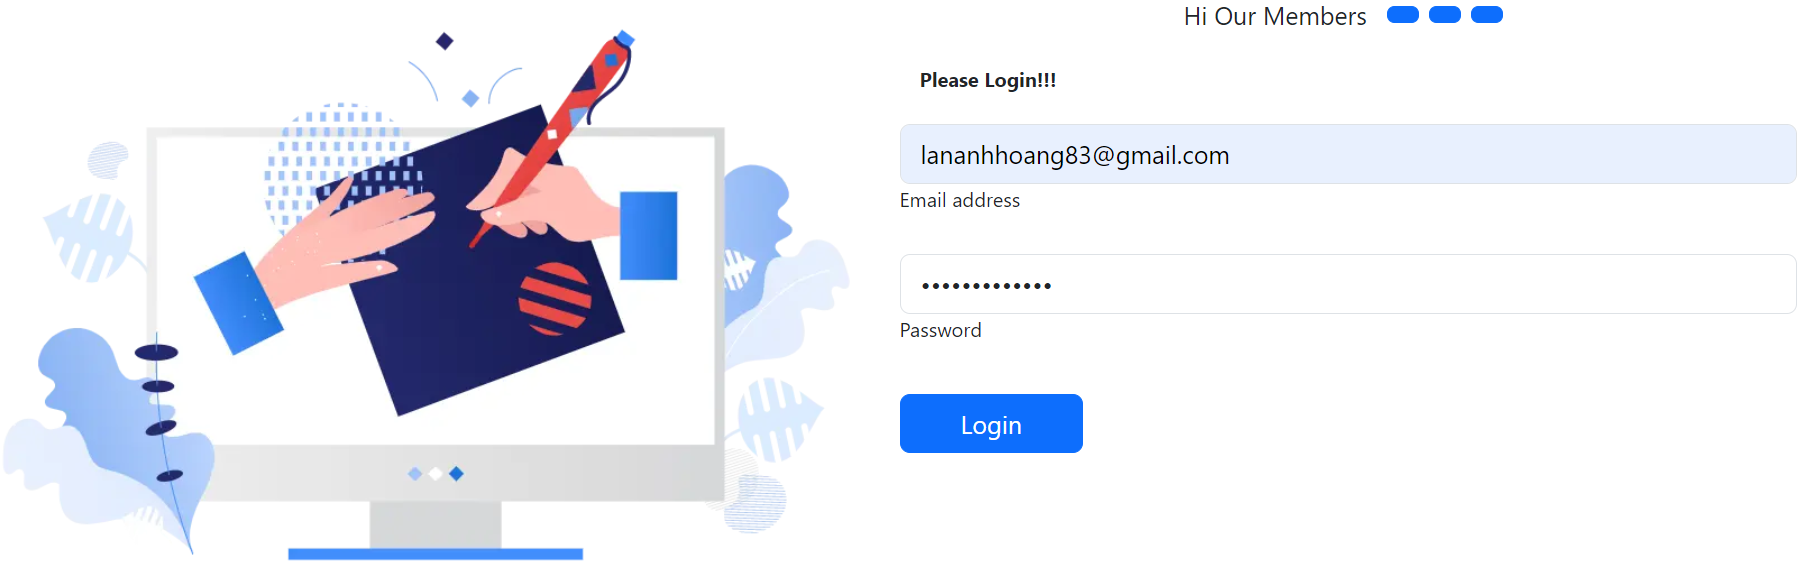 Hi Our Members
Please Login!!!
lananhhoang83@gmail.com
Email address
•••••••••••••
Password
Login